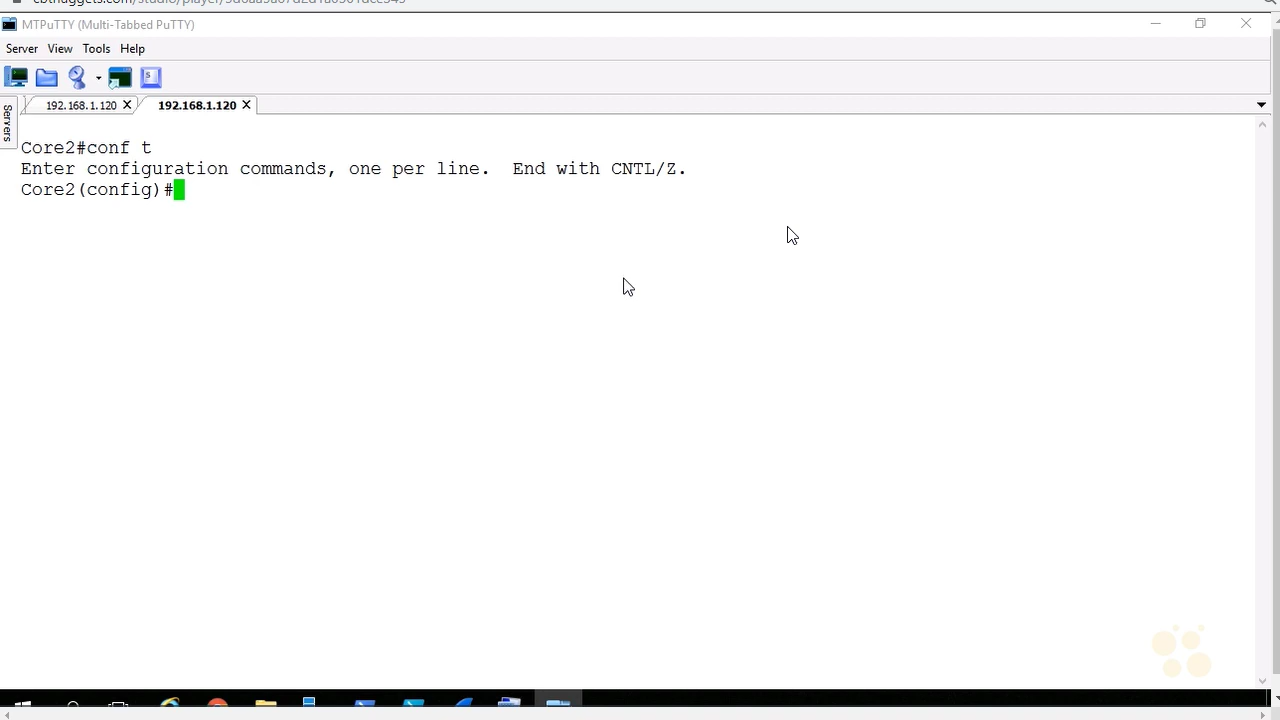 MTPuTTY (Multi-Tabbed PuTTY)
Server View Tools Help
192.168.1.120 192.168.1.120
Servers
Core2#conf t
Enter configuration commands, one per line.  End with CNTL/Z.
Core2(config)#